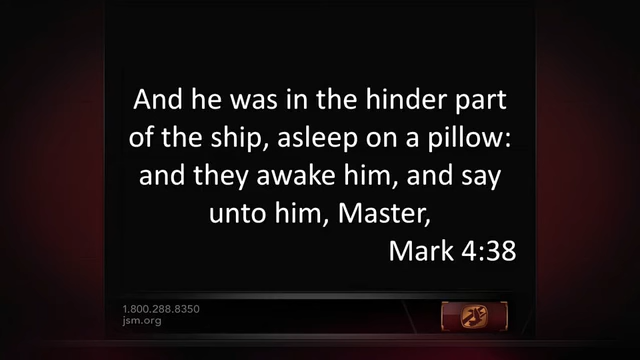 And he was in the hinder part
of the ship, asleep on a pillow:
and they awake him, and say
unto him, Master,
Mark 4:38
1.800.288.8350
jsm.org